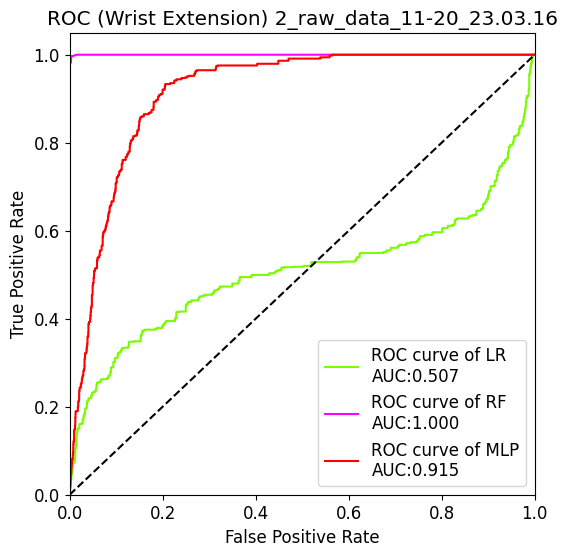 ROC (Wrist Extension) 2_raw_data_11-20_23.03.16
1.0
0.8
0.6
0.4
0.2
0.0
True Positive Rate
ROC curve of LR
AUC:0.507
ROC curve of RF
AUC:1.000
ROC curve of MLP
AUC:0.915
0.0 0.2 0.4 0.6 0.8 1.0
False Positive Rate